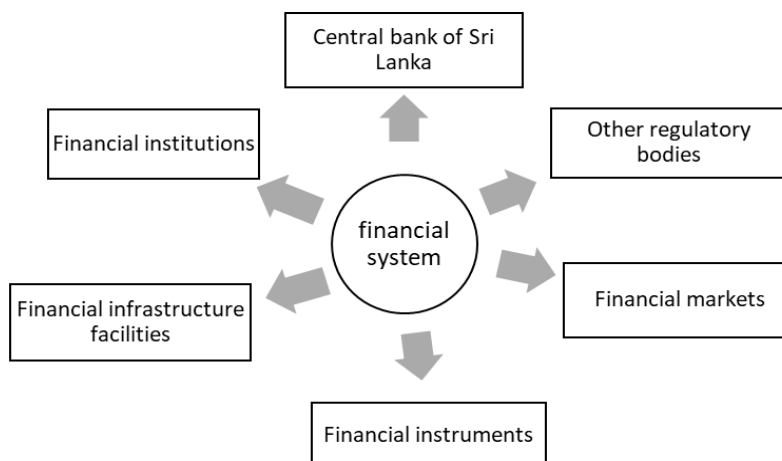 Central bank of Sri
Lanka
Financial institutions
Other regulatory
bodies
financial
system
Financial infrastructure
facilities
Financial markets
Financial instruments